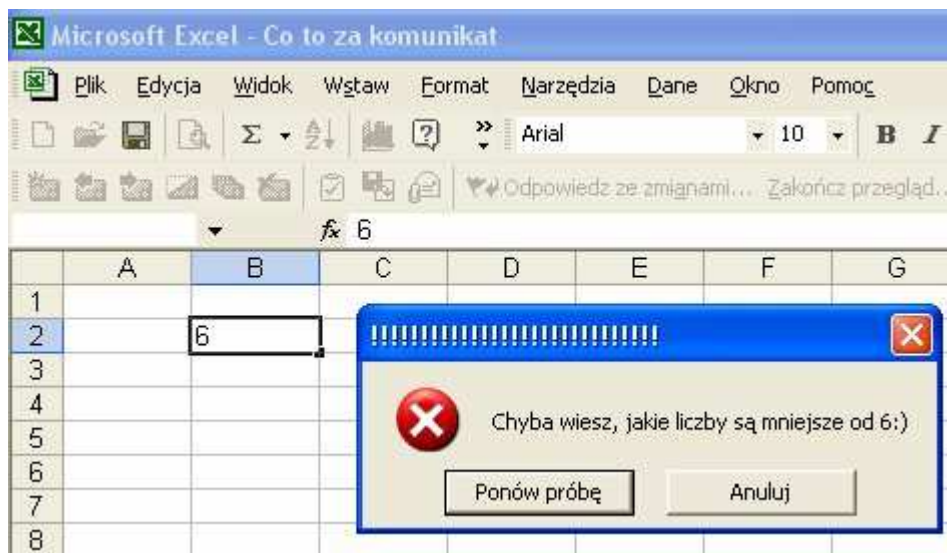 Microsoft Excel - Co to za komunikat
Plik Edycja Widok Wstaw Format Narzędzia Dane Okno Pomoc
Σ Arial 10 B I
Odpowiedz ze zmianami... Zakończ przegląd..
fx 6
A B C D E F G
1
2 6
3
4
5
6
7
8
!!!!!!!!!!!!!!!!!!!!!!!!!!!!!
Chyba wiesz, jakie liczby są mniejsze od 6:)
Ponów próbę Anuluj